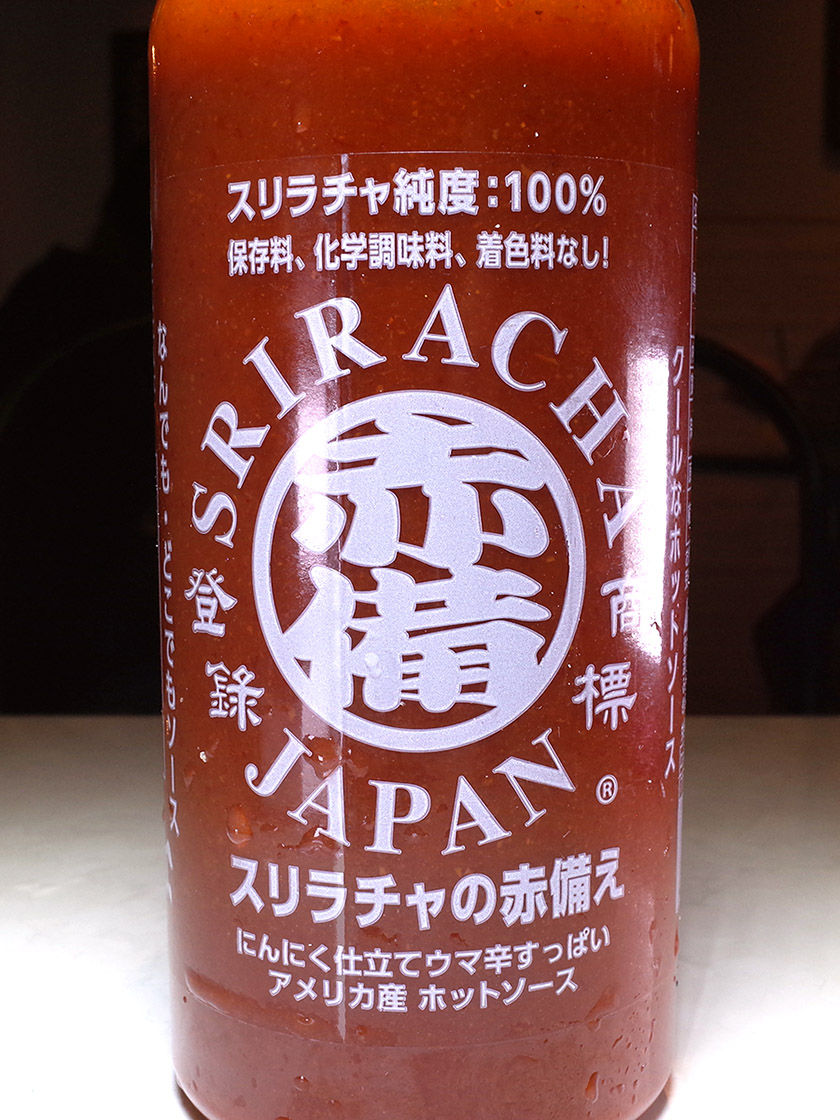 スリラチャ純度：100%
保存料、化学調味料、着色料なし！
SRIRACHA
赤備
登録
商標
JAPAN
®
スリラチャの赤備え
にんにく仕立てウマ辛すっぱい
アメリカ産 ホットソース
なんでも・どこでもソース
クールなホットソース